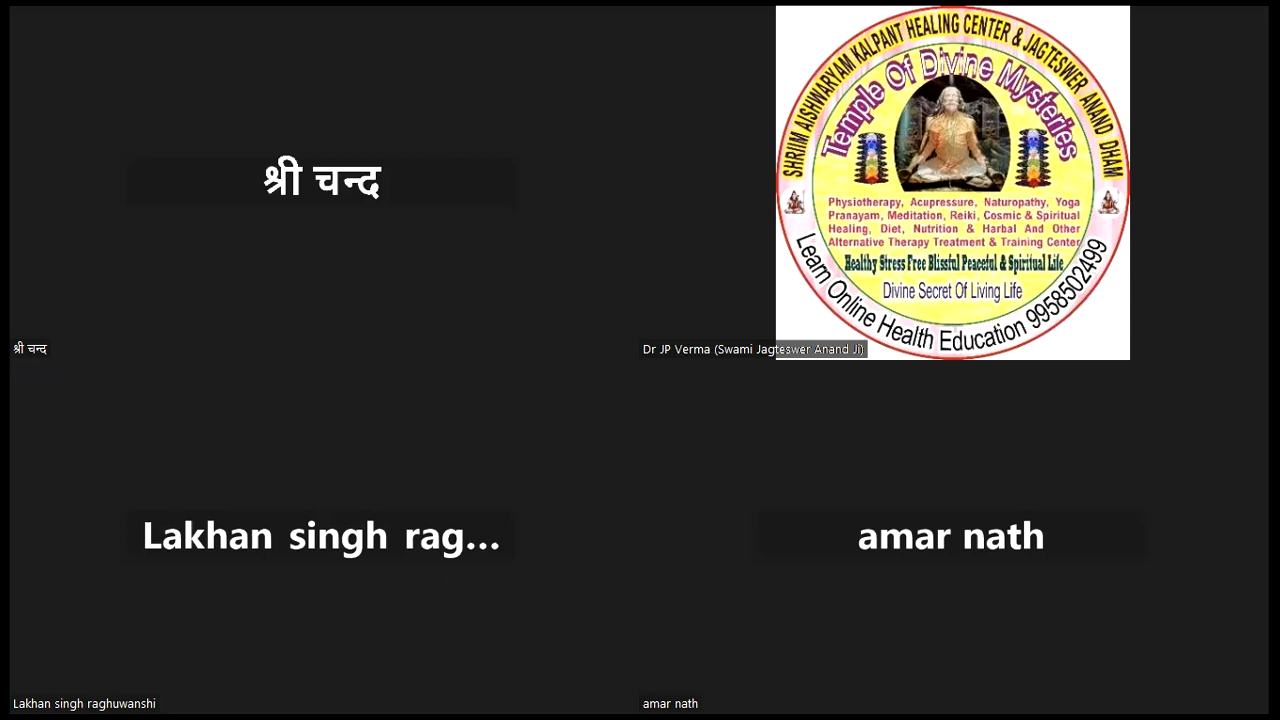 श्री चन्द
श्री चन्द
SHRIIM AISHWARYAM KALPANT HEALING CENTER & JAGTESWER ANAND DHAM
Temple Of Divine Mysteries
Physiotherapy, Acupressure, Naturopathy, Yoga
Pranayam, Meditation, Reiki, Cosmic & Spiritual
Healing, Diet, Nutrition & Harbal And Other
Alternative Therapy Treatment & Training Center
Healthy Stress Free Blissful Peaceful & Spiritual Life
Divine Secret Of Living Life
Learn Online Health Education 9958502499
Dr JP Verma (Swami Jagteswer Anand Ji)
Lakhan singh rag...
Lakhan singh raghuwanshi
amar nath
amar nath